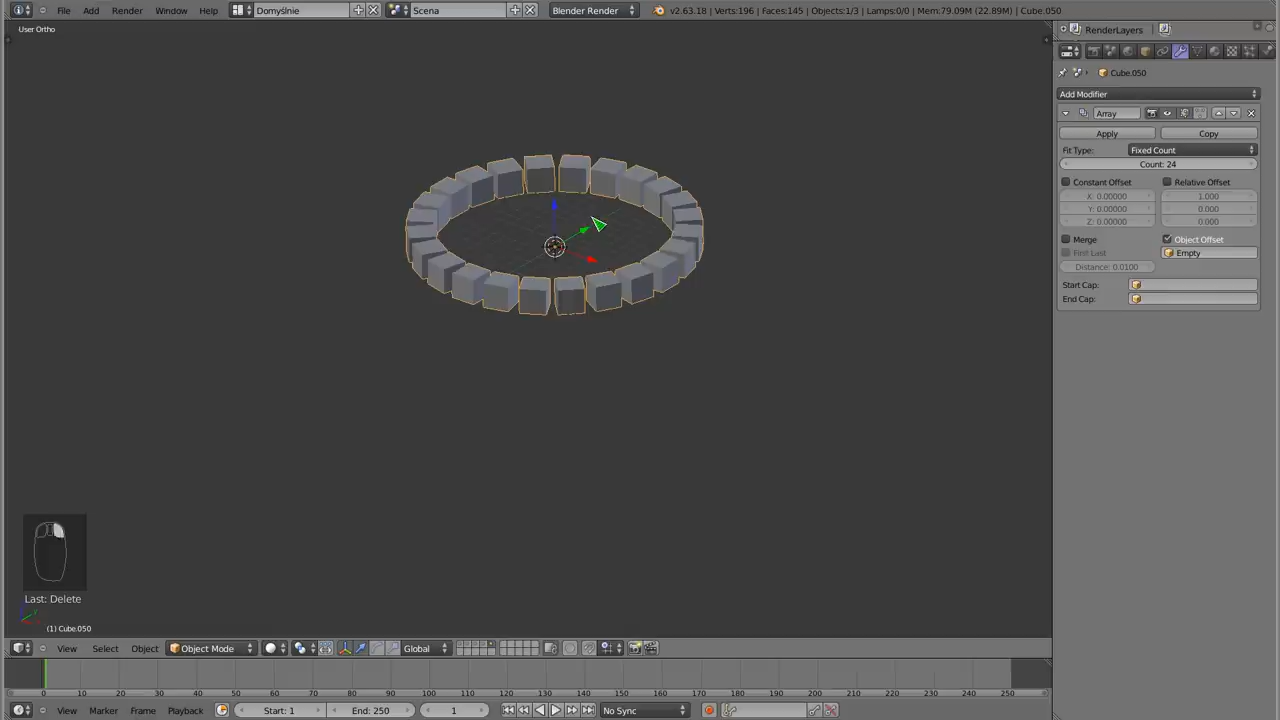 File Add Render Window Help Domyślnie Scena Blender Render v2.63.18 | Verts:196 | Faces:145 | Objects:1/3 | Lamps:0/0 | Mem:79.09M (22.89M) | Cube.050
User Ortho
RenderLayers
Cube.050
Add Modifier
Array
Apply Copy
Fit Type: Fixed Count
Count: 24
Constant Offset Relative Offset
X: 0.00000 1.000
Y: 0.00000 0.000
Z: 0.00000 0.000
Merge: Object Offset
First Last Empty
Distance: 0.0100
Start Cap:
End Cap:
Last: Delete
(1) Cube.050
View Select Object Object Mode Global
0 10 20 30 40 50 60 70 80 90 100 110 120 130 140 150 160 170 180 190 200 210 220 230 240 250
View Marker Frame Playback Start: 1 End: 250 1 No Sync